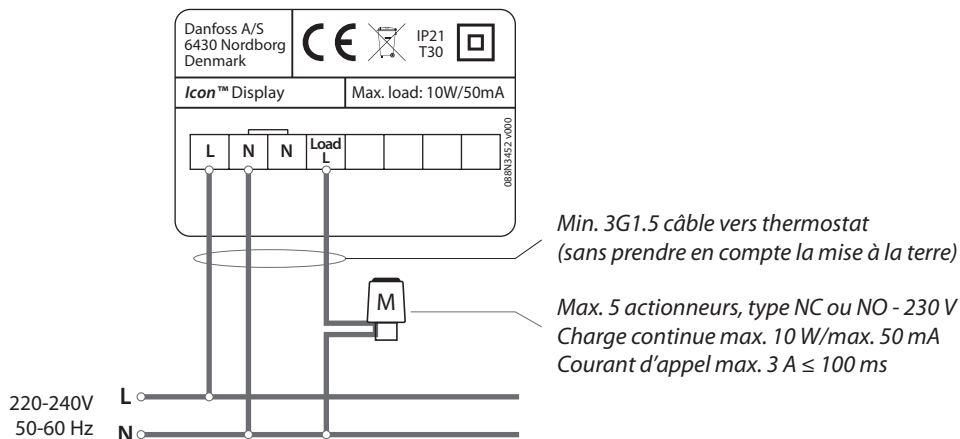 Danfoss A/S
6430 Nordborg
Denmark
IP21
T30
Icon™ Display
Max. load: 10W/50mA
L N N Load L
088N3452 v000
Min. 3G1.5 câble vers thermostat
(sans prendre en compte la mise à la terre)
M
Max. 5 actionneurs, type NC ou NO - 230 V
Charge continue max. 10 W/max. 50 mA
Courant d'appel max. 3 A ≤ 100 ms
220-240V
50-60 Hz
L
N